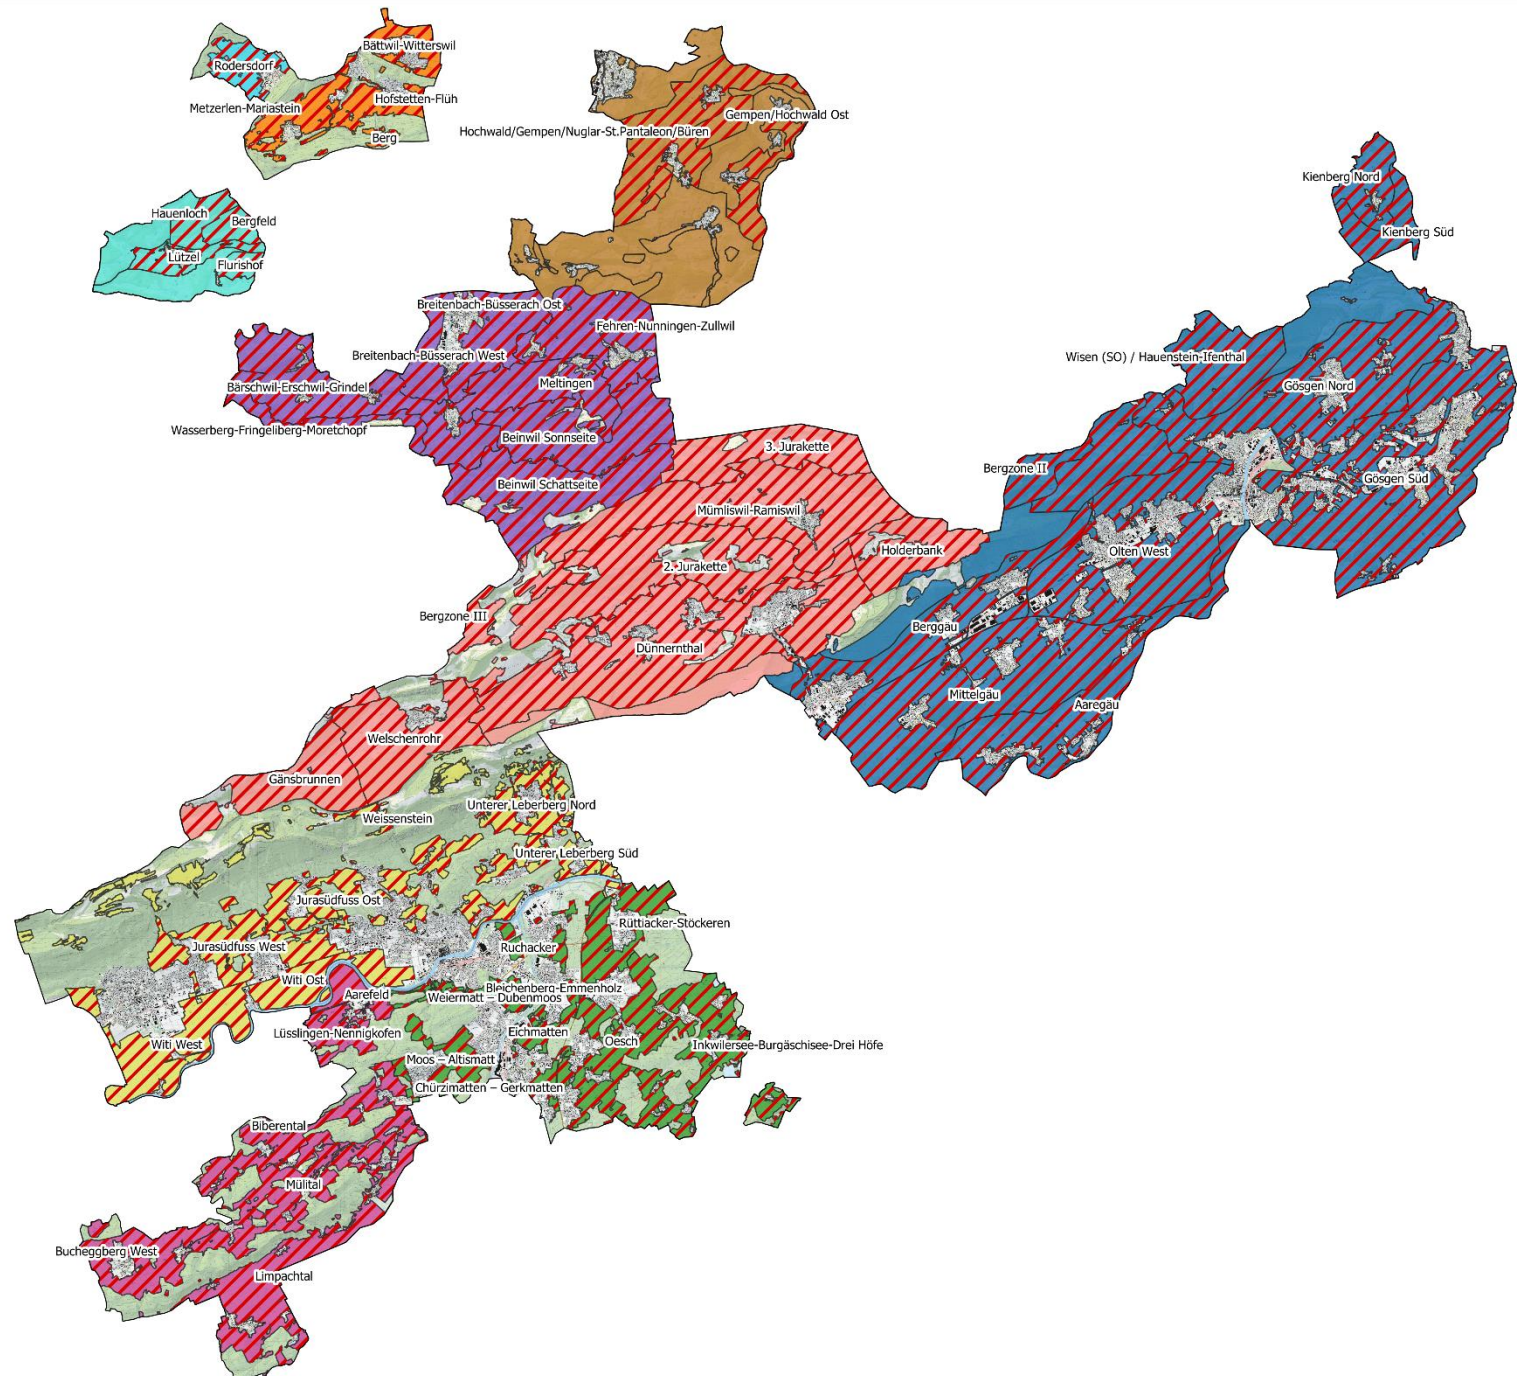 Bättwil-Witterswil
Rodersdorf
Hofstetten-Flüh
Metzerlen-Mariastein
Berg
Gempen/Hochwald Ost
Hochwald/Gempen/Nuglar-St.Pantaleon/Büren
Kienberg Nord
Kienberg Süd
Hauenloch
Bergfeld
Lützel
Flurishof
Breitenbach-Büsserach Ost
Fehren-Nunningen-Zullwil
Breitenbach-Büsserach West
Wisen (SO) / Hauenstein-Ifenthal
Bärschwil-Erschwil-Grindel
Meltingen
Gösgen Nord
Wasserberg-Fringeliberg-Moretchopf
Beinwil Sonnseite
3. Jurakette
Bergzone II
Gösgen Süd
Beinwil Schattseite
Mümliswil-Ramiswil
Holderbank
Olten West
2. Jurakette
Bergzone III
Berggäu
Dünnernthal
Mittelgäu
Aaregäu
Welschenrohr
Gänsbrunnen
Unterer Leberberg Nord
Weissenstein
Unterer Leberberg Süd
Jurasüdfuss Ost
Rüttiacker-Stöckeren
Jurasüdfuss West
Ruchacker
Witi Ost
Bleichenberg-Emmenholz
Aarefeld
Weiermatt – Dubenmoos
Lüsslingen-Nennigkofen
Eichmatten
Witi West
Oesch
Inkwilersee-Burgäschisee-Drei Höfe
Moos – Altismatt
Chürzimatten – Gerkmatten
Biberental
Mülital
Bucheggberg West
Limpachtal